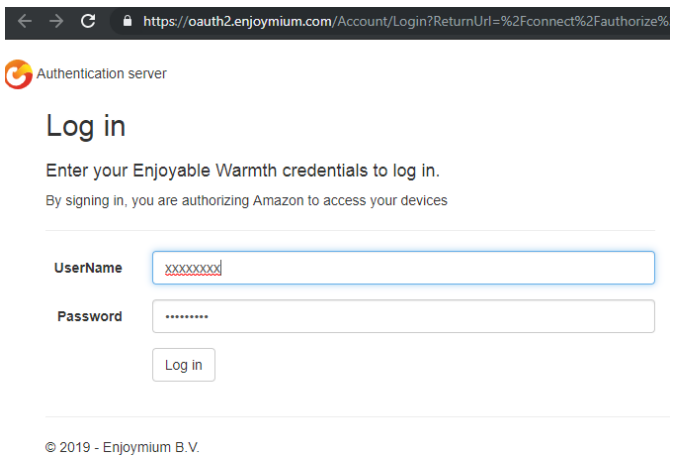 https://oauth2.enjoymium.com/Account/Login?ReturnUrl=%2Fconnect%2Fauthorize%
Authentication server
Log in
Enter your Enjoyable Warmth credentials to log in.
By signing in, you are authorizing Amazon to access your devices
UserName xxxxxxxx
Password •••••••••
Log in
© 2019 - Enjoymium B.V.